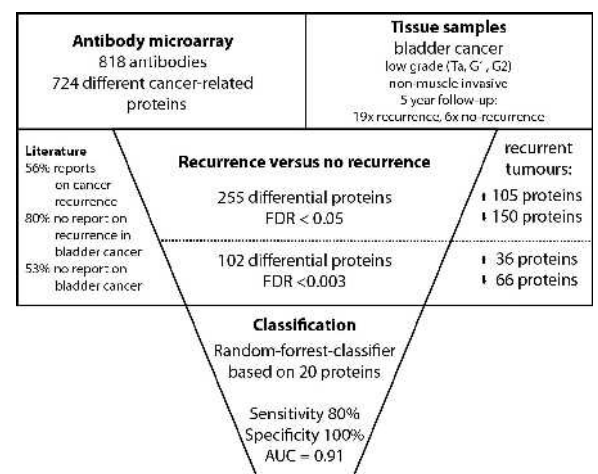 Antibody microarray
818 antibodies
724 different cancer-related
proteins
Tissue samples
bladder cancer
low grade (Ta, G1, G2)
non-muscle invasive
5 year follow-up:
19x recurrence, 6x no-recurrence
Literature
56% reports
on cancer
recurrence
80% no report on
recurrence in
bladder cancer
53% no report on
bladder cancer
Recurrence versus no recurrence
255 differential proteins
FDR < 0.05
102 differential proteins
FDR <0.003
recurrent
tumours:
105 proteins
150 proteins
36 proteins
66 proteins
Classification
Random-forrest-classifier
based on 20 proteins
Sensitivity 80%
Specificity 100%
AUC = 0.91